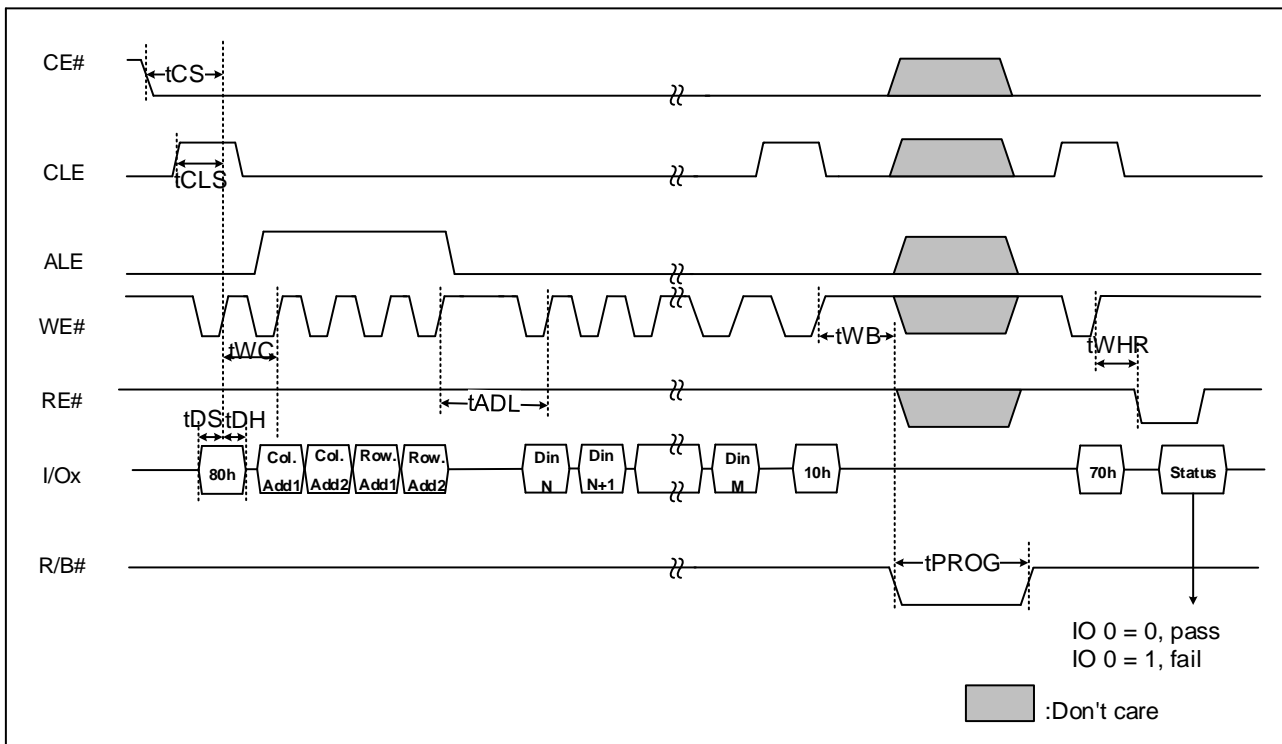 CE#
tCS
CLE
tCLS
ALE
WE#
tWC
tWB
tWHR
RE#
tADL
tDS tDH
I/Ox
80h
Col. Add1
Col. Add2
Row. Add1
Row. Add2
Din N
Din N+1
Din M
10h
70h
Status
R/B#
tPROG
IO 0 = 0, pass
IO 0 = 1, fail
:Don't care